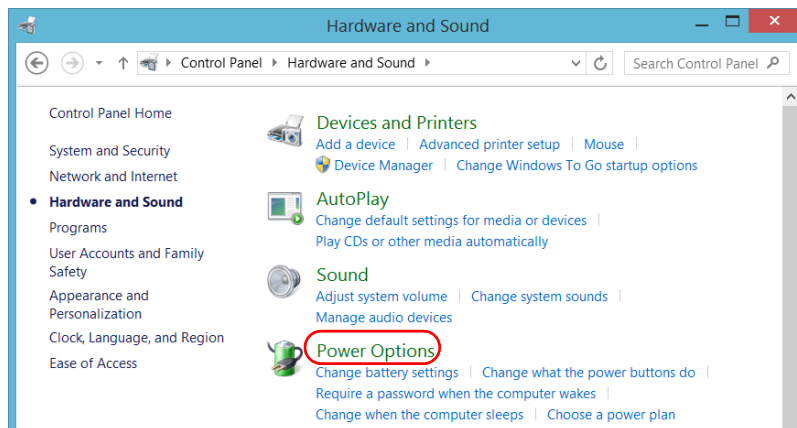 Hardware and Sound
Control Panel Hardware and Sound Search Control Panel
Control Panel Home
System and Security
Network and Internet
Hardware and Sound
Programs
User Accounts and Family
Safety
Appearance and
Personalization
Clock, Language, and Region
Ease of Access
Devices and Printers
Add a device Advanced printer setup Mouse
Device Manager Change Windows To Go startup options
AutoPlay
Change default settings for media or devices
Play CDs or other media automatically
Sound
Adjust system volume Change system sounds
Manage audio devices
Power Options
Change battery settings Change what the power buttons do
Require a password when the computer wakes
Change when the computer sleeps Choose a power plan